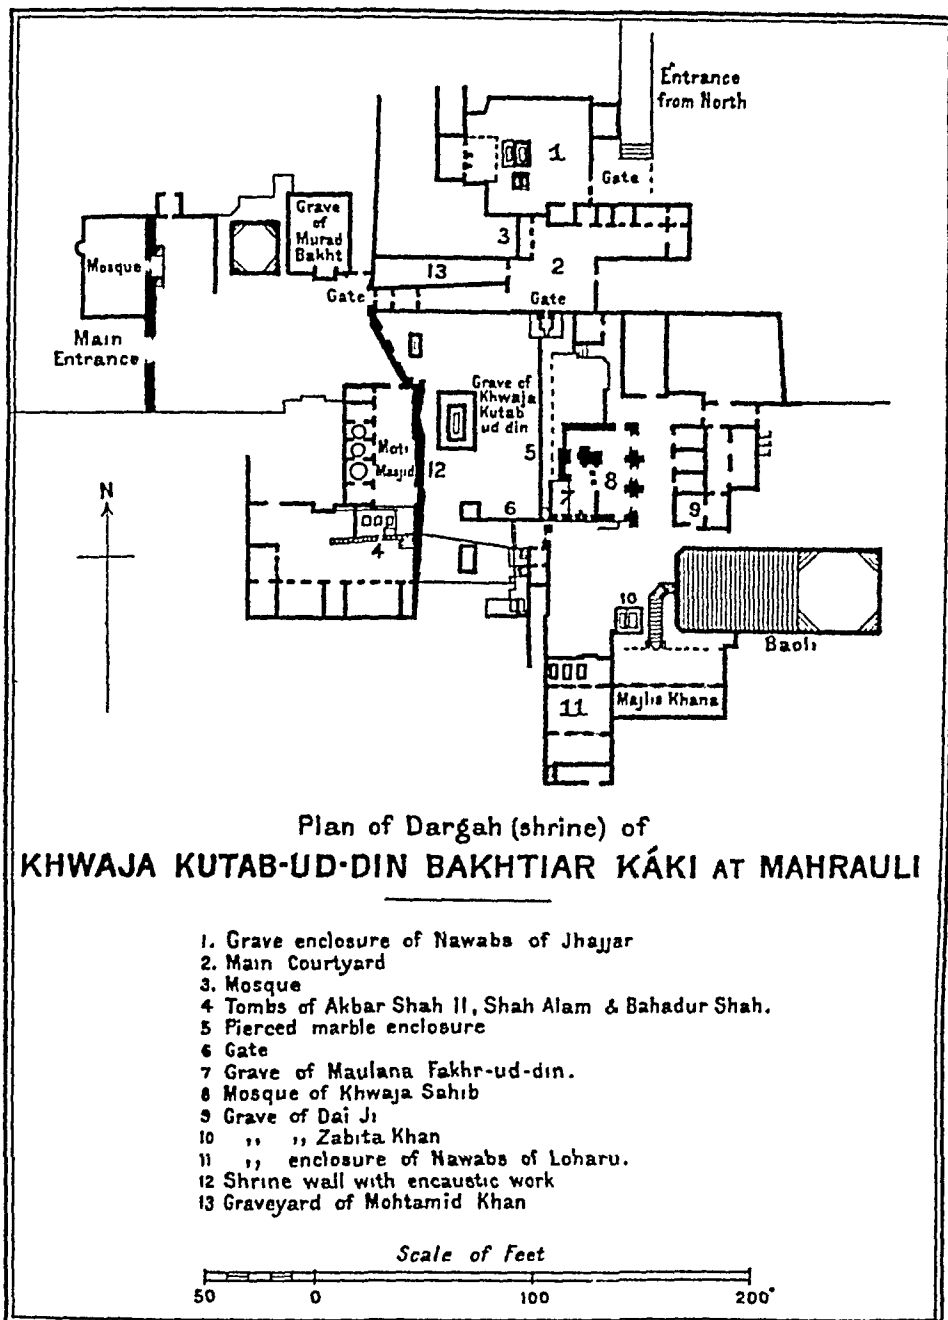 Entrance
from North
1
Gate
Grave
of
Murad
Bakht
3
2
Mosque
13
Gate
Gate
Main
Entrance
Grave of
Khwaja
Kutab
ud din
Moti
Masjid
12
5
8
7
9
6
N
4
10
Baoli
11
Majlis Khana
Plan of Dargah (shrine) of
KHWAJA KUTAB-UD-DIN BAKHTIAR KÁKI AT MAHRAULI
1. Grave enclosure of Nawabs of Jhajjar
2. Main Courtyard
3. Mosque
4 Tombs of Akbar Shah II, Shah Alam & Bahadur Shah.
5 Pierced marble enclosure
6 Gate
7 Grave of Maulana Fakhr-ud-din.
8 Mosque of Khwaja Sahib
9 Grave of Dai Ji
10 ,, ,, Zabita Khan
11 ,, enclosure of Nawabs of Loharu.
12 Shrine wall with encaustic work
13 Graveyard of Mohtamid Khan
Scale of Feet
50 0 100 200